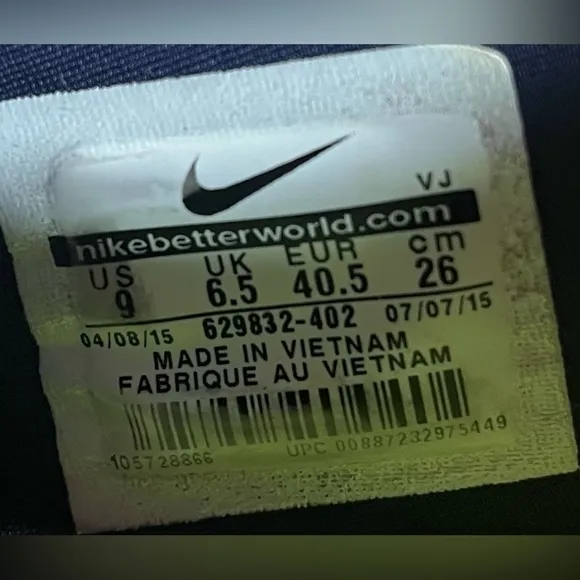 VJ
nikebetterworld.com
US UK EUR cm
9 6.5 40.5 26
04/08/15 629832-402 07/07/15
MADE IN VIETNAM
FABRIQUE AU VIETNAM
105728866 UPC 00887232975449